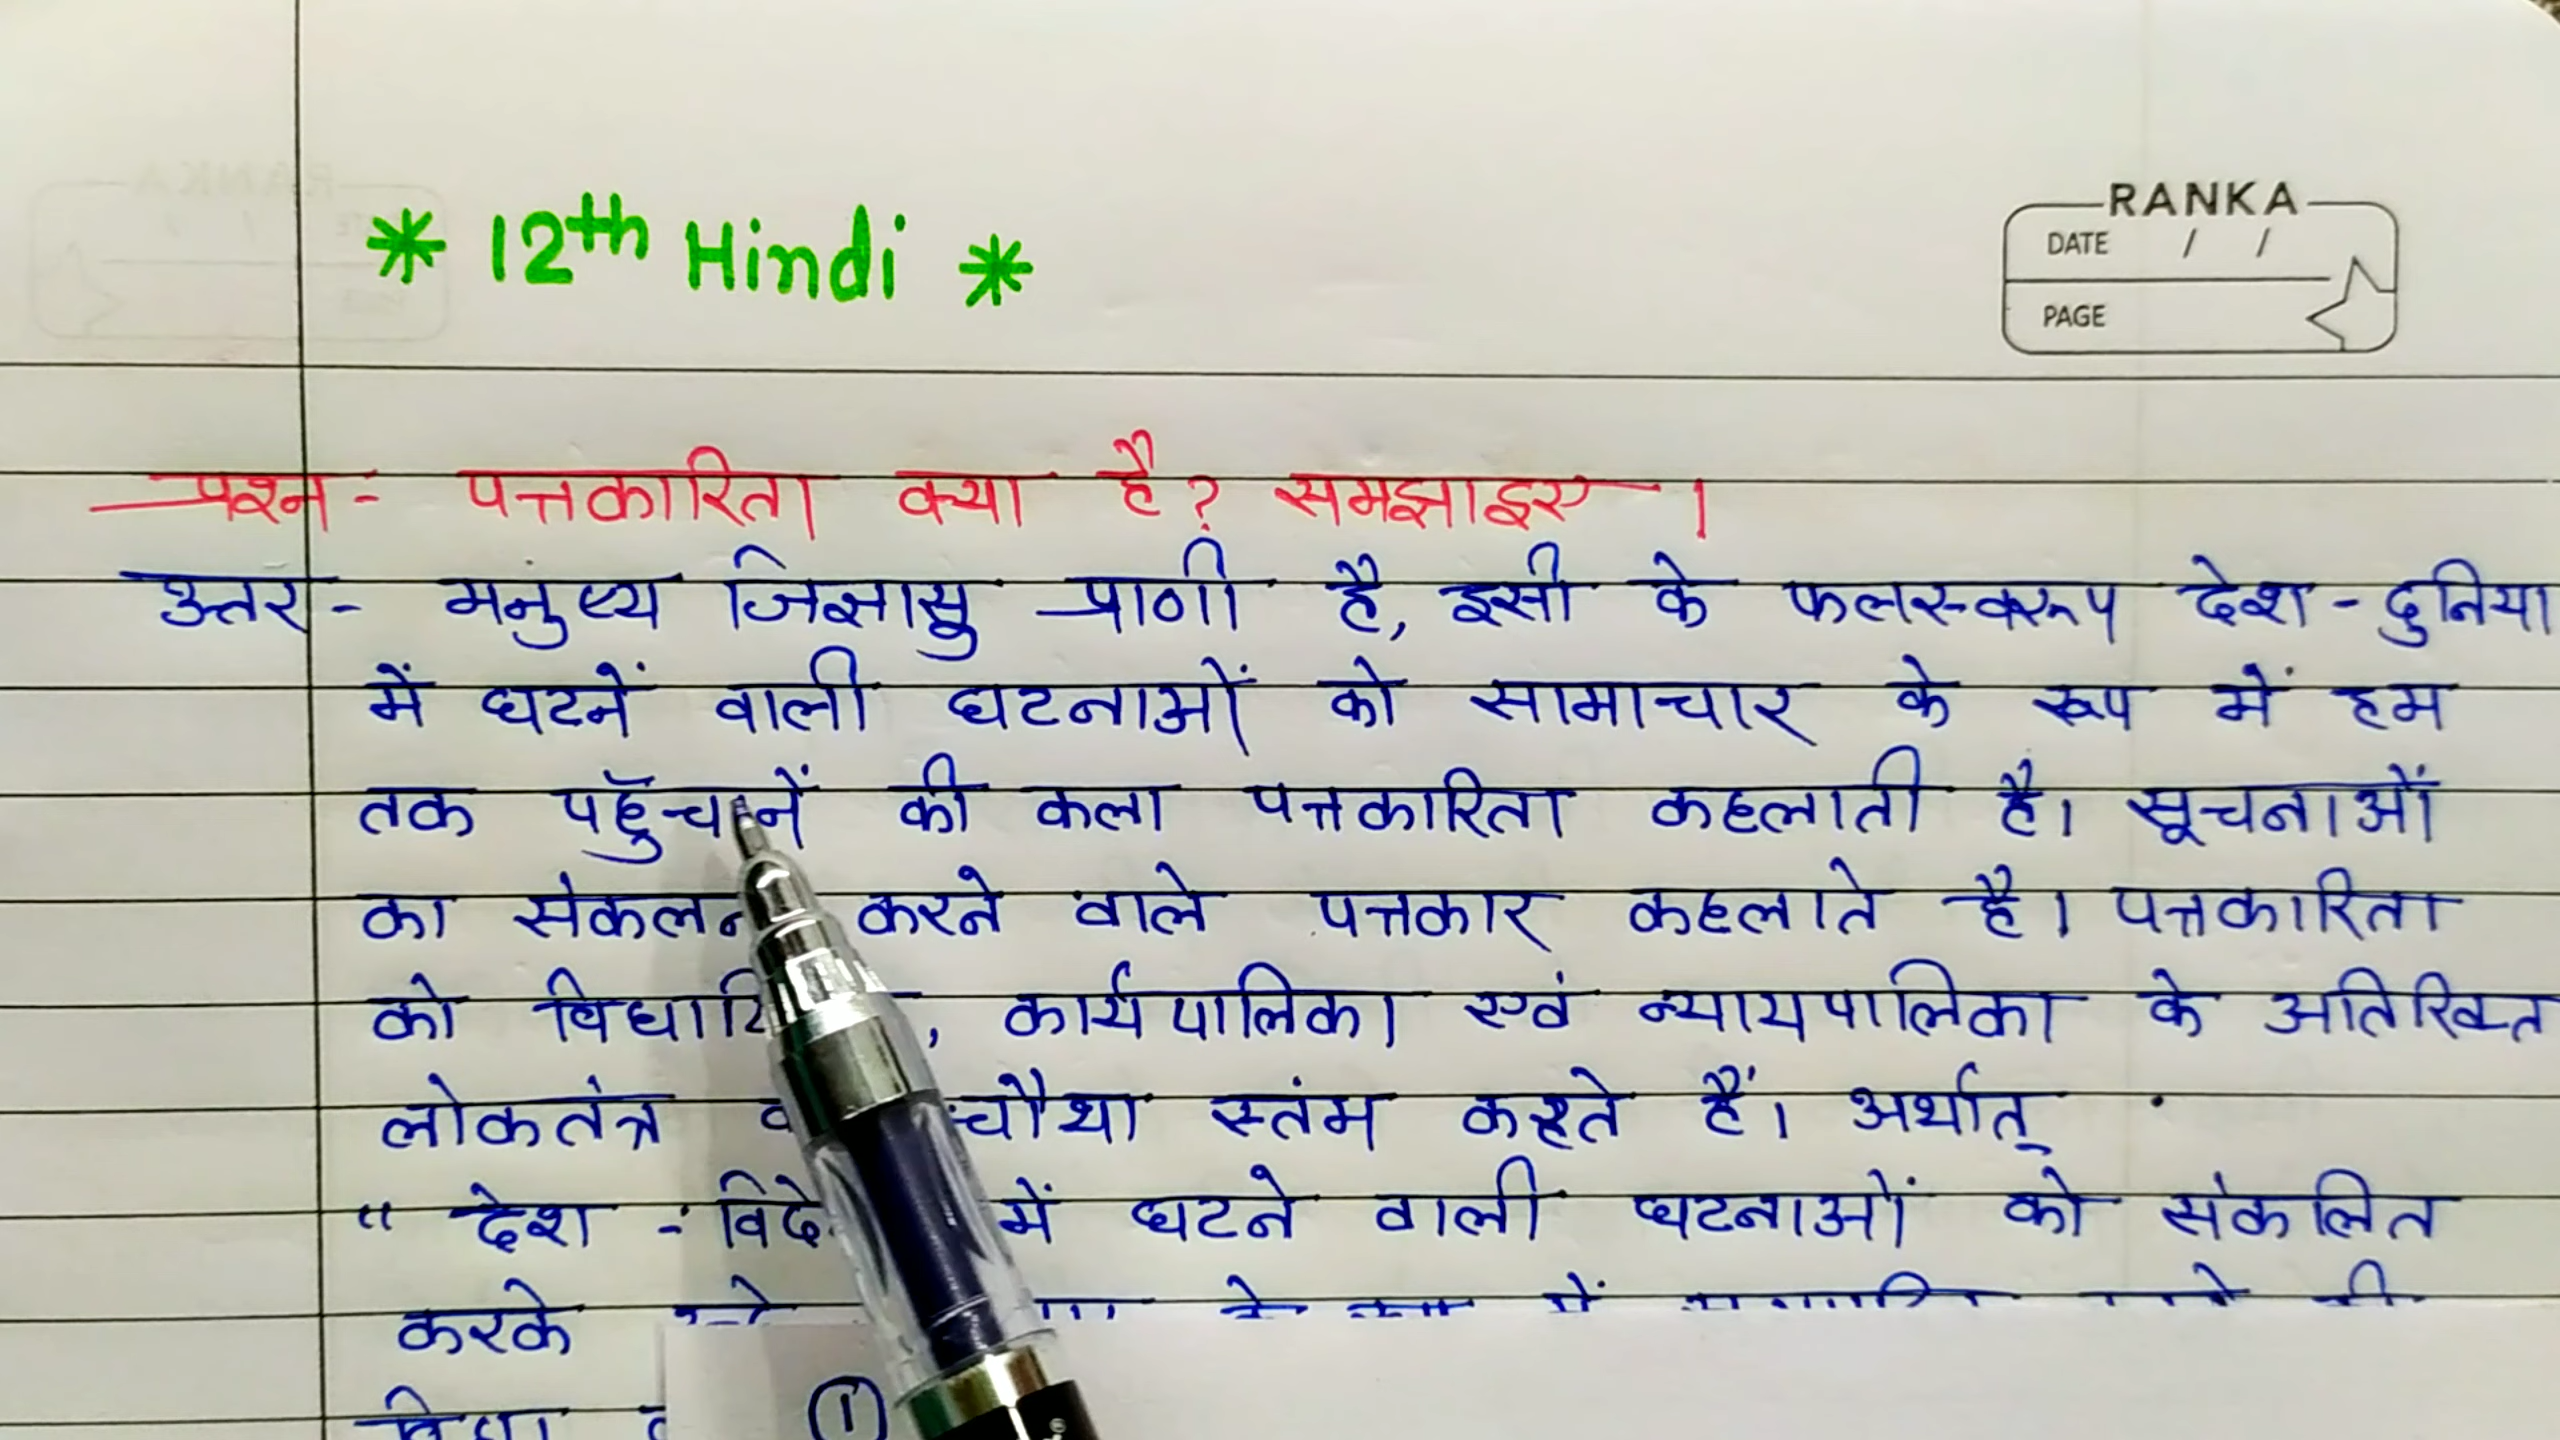 * 12th Hindi *
RANKA
DATE / /
PAGE
प्रश्न - पत्रकारिता क्या है? समझाइए ।
उत्तर - मनुष्य जिज्ञासु प्राणी है, इसी के फलस्वरूप देश - दुनिया
में घटनें वाली घटनाओं को सामाचार के रूप में हम
तक पहुँचानें की कला पत्रकारिता कहलाती है। सूचनाओं
का संकलन करने वाले पत्रकार कहलाते है। पत्रकारिता
को , कार्यपालिका एवं न्यायपालिका के अतिरिक्त
लोकतंत्र चौथा स्तंभ कहते हैं। अर्थात्
" देश - में घटने वाली घटनाओं को संकलित
करके
①